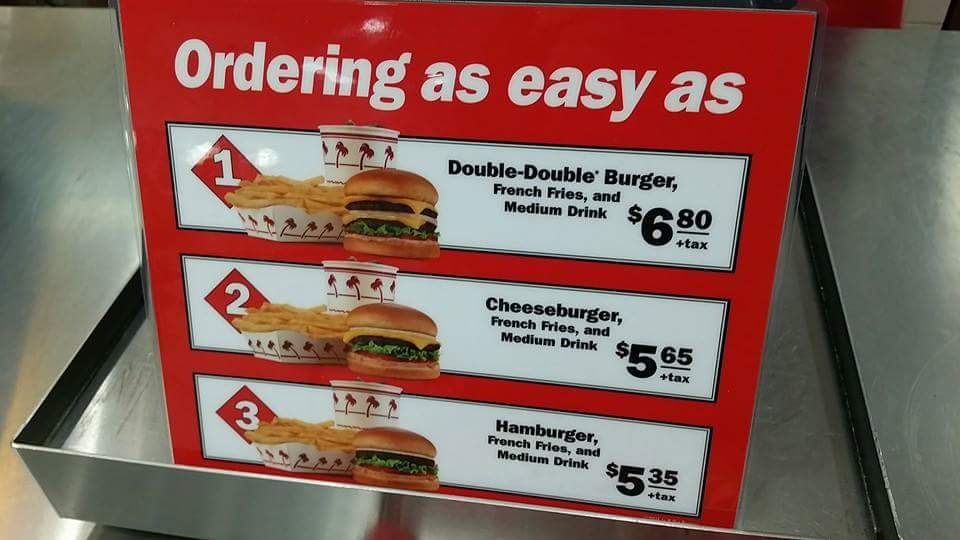 Ordering as easy as
1
Double-Double® Burger,
French Fries, and
Medium Drink
$6 80
+tax
2
Cheeseburger,
French Fries, and
Medium Drink
$5 65
+tax
3
Hamburger,
French Fries, and
Medium Drink
$5 35
+tax